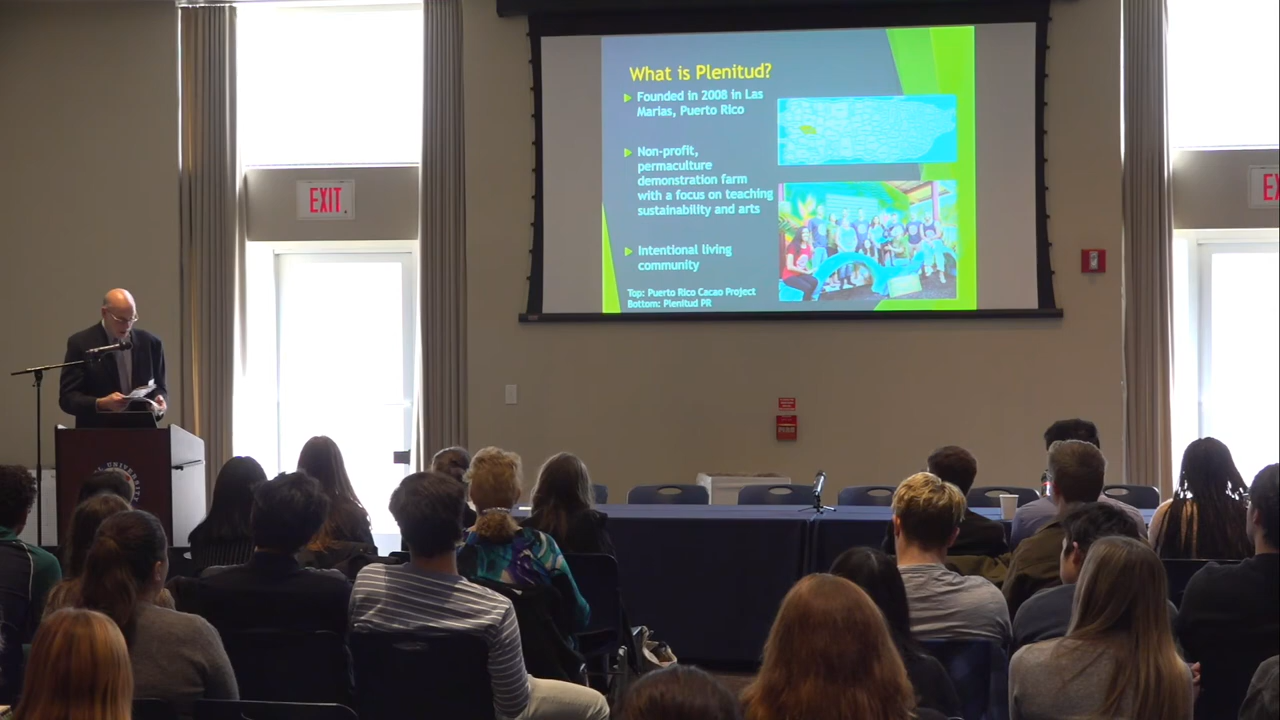 What is Plenitud?
Founded in 2008 in Las
Marias, Puerto Rico
Non-profit,
permaculture
demonstration farm
with a focus on teaching
sustainability and arts
Intentional living
community
Top: Puerto Rico Cacao Project
Bottom: Plenitud PR
EXIT
EX